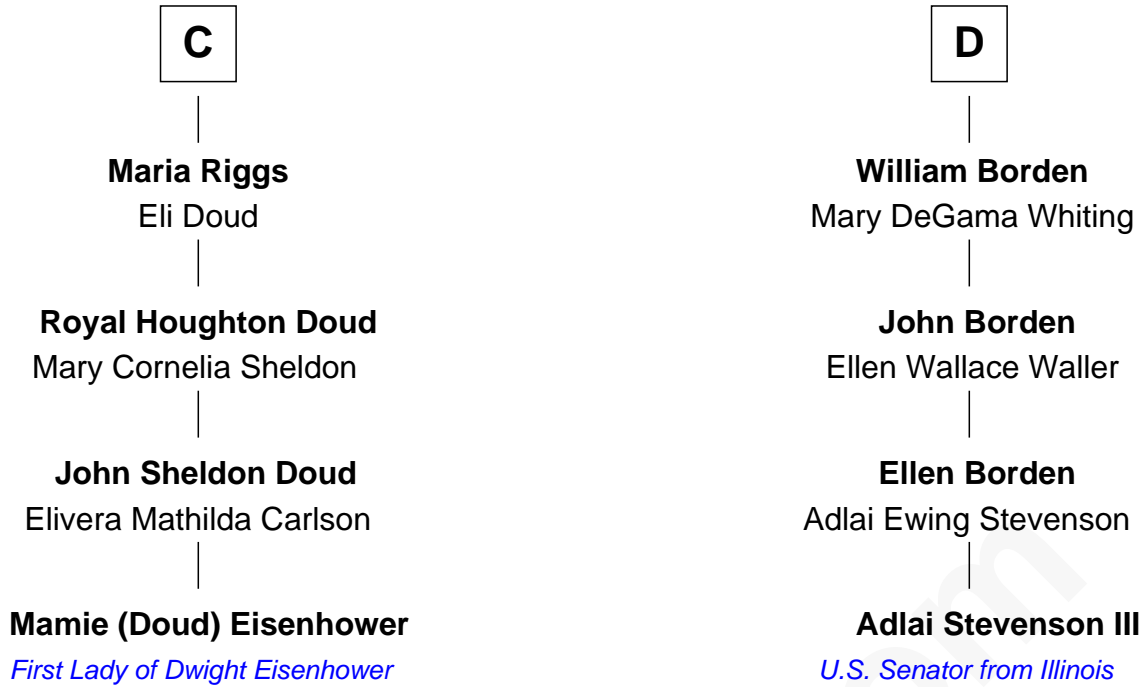 C
Maria Riggs
Eli Doud
Royal Houghton Doud
Mary Cornelia Sheldon
John Sheldon Doud
Elivera Mathilda Carlson
Mamie (Doud) Eisenhower
First Lady of Dwight Eisenhower
D
William Borden
Mary DeGama Whiting
John Borden
Ellen Wallace Waller
Ellen Borden
Adlai Ewing Stevenson
Adlai Stevenson III
U.S. Senator from Illinois